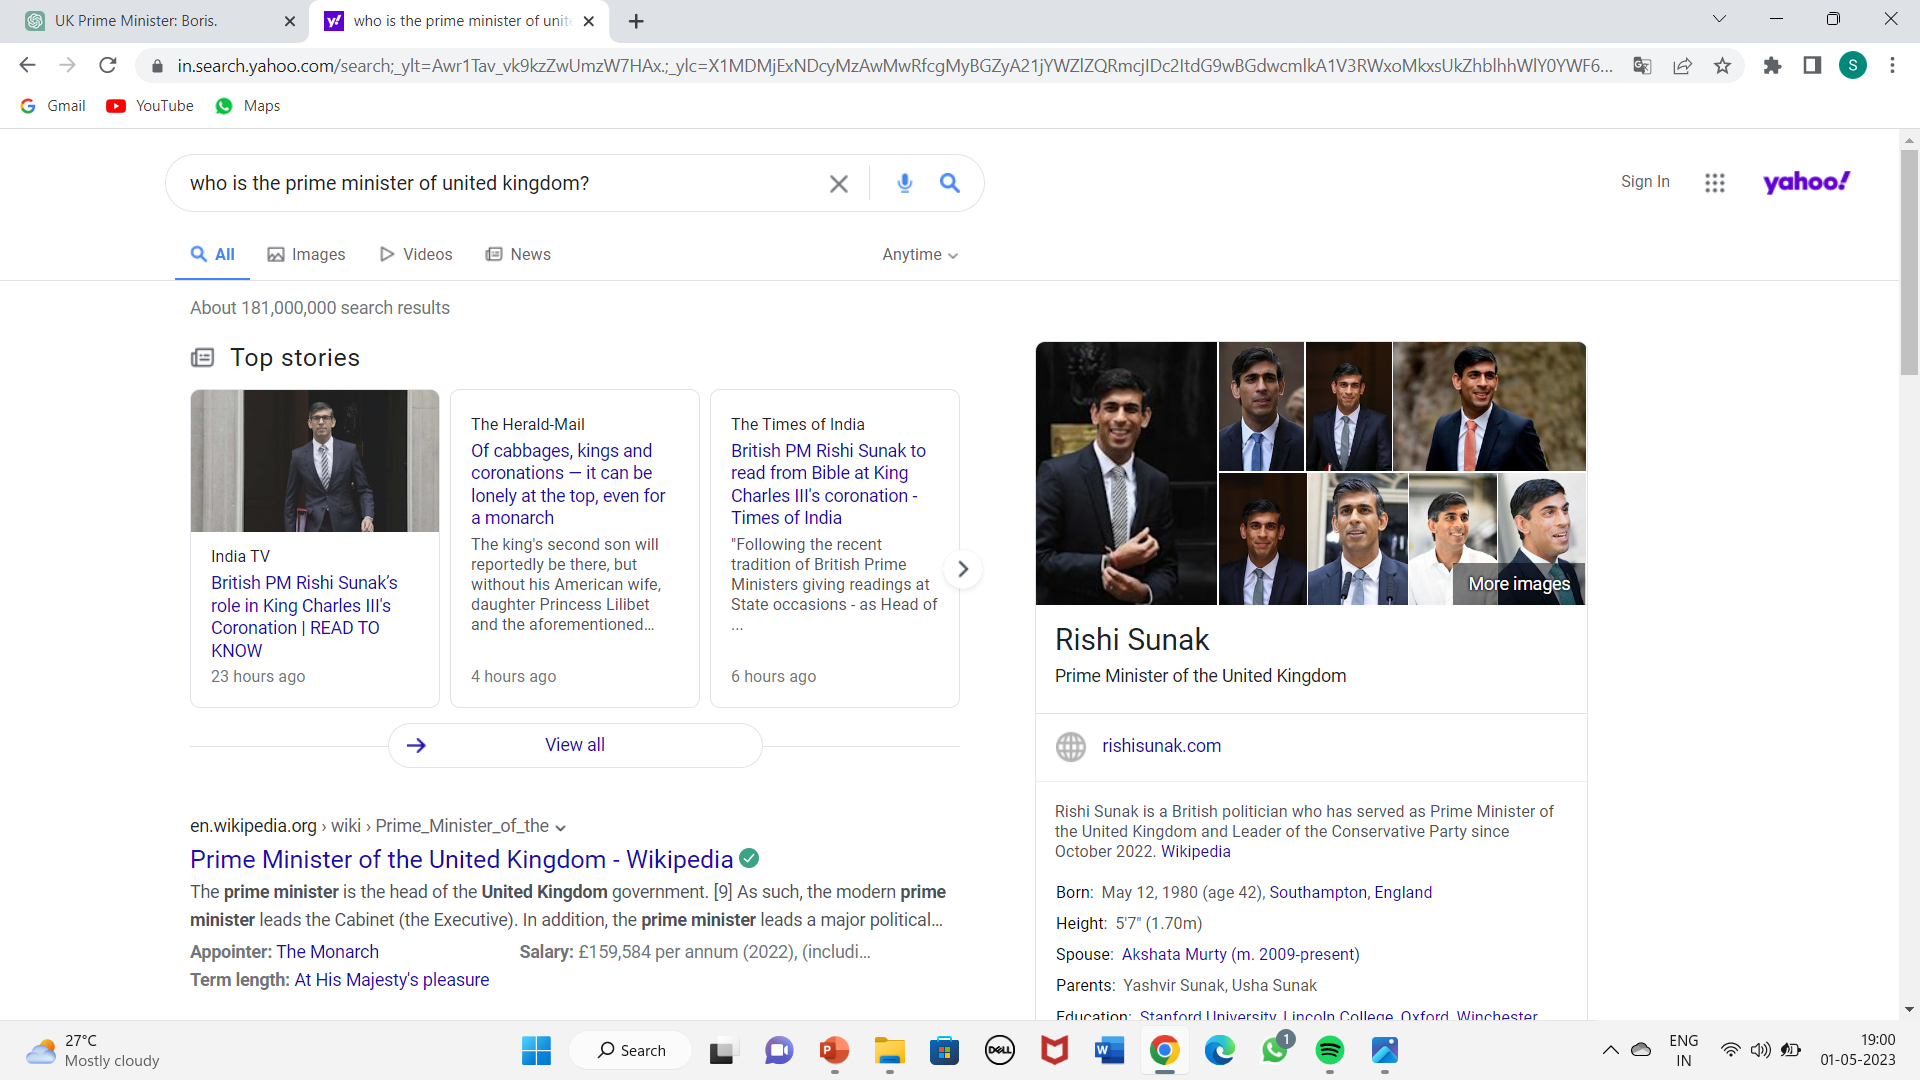 UK Prime Minister: Boris.
who is the prime minister of unit
in.search.yahoo.com/search;_ylt=Awr1Tav_vk9kzZwUmzW7HAx.;_ylc=X1MDMjExNDcyMzAwMwRfcgMyBGZyA21jYWZlZQRmcjIDc2ItdG9wBGdwcmlkA1V3RWxoMkxsUkZhblhhWlY0YWF6...
S
Gmail
YouTube
Maps
who is the prime minister of united kingdom?
Sign In
yahoo!
All
Images
Videos
News
Anytime
About 181,000,000 search results
Top stories
India TV
British PM Rishi Sunak's
role in King Charles III's
Coronation | READ TO
KNOW
23 hours ago
The Herald-Mail
Of cabbages, kings and
coronations — it can be
lonely at the top, even for
a monarch
The king's second son will
reportedly be there, but
without his American wife,
daughter Princess Lilibet
and the aforementioned...
4 hours ago
The Times of India
British PM Rishi Sunak to
read from Bible at King
Charles III's coronation -
Times of India
"Following the recent
tradition of British Prime
Ministers giving readings at
State occasions - as Head of
...
6 hours ago
View all
en.wikipedia.org › wiki › Prime_Minister_of_the
Prime Minister of the United Kingdom - Wikipedia
The prime minister is the head of the United Kingdom government. [9] As such, the modern prime
minister leads the Cabinet (the Executive). In addition, the prime minister leads a major political...
Appointer: The Monarch
Salary: £159,584 per annum (2022), (includi...
Term length: At His Majesty's pleasure
More images
Rishi Sunak
Prime Minister of the United Kingdom
rishisunak.com
Rishi Sunak is a British politician who has served as Prime Minister of
the United Kingdom and Leader of the Conservative Party since
October 2022. Wikipedia
Born: May 12, 1980 (age 42), Southampton, England
Height: 5'7" (1.70m)
Spouse: Akshata Murty (m. 2009-present)
Parents: Yashvir Sunak, Usha Sunak
Education: Stanford University, Lincoln College, Oxford, Winchester
27°C
Mostly cloudy
Search
DELL
1
ENG
IN
19:00
01-05-2023